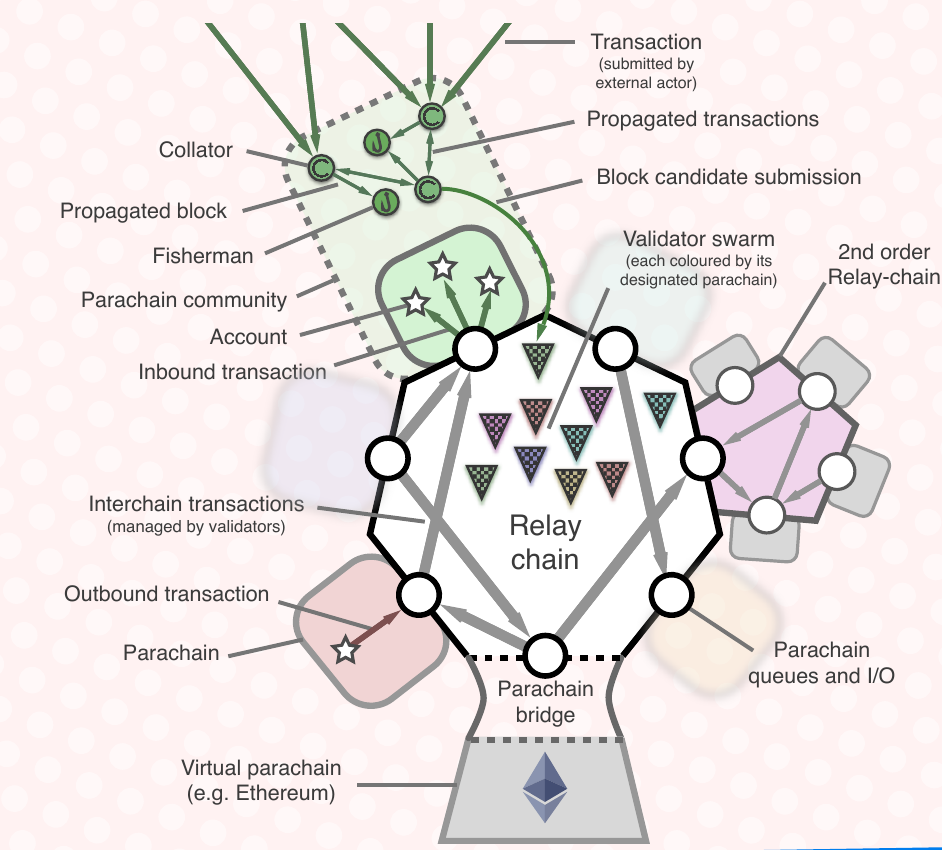 Transaction
(submitted by
external actor)
Propagated transactions
Collator
Block candidate submission
Propagated block
Validator swarm
(each coloured by its
designated parachain)
2nd order
Relay-chain
Fisherman
Parachain community
Account
Inbound transaction
Interchain transactions
(managed by validators)
Relay
chain
Outbound transaction
Parachain
Parachain
queues and I/O
Parachain
bridge
Virtual parachain
(e.g. Ethereum)
C
C
C